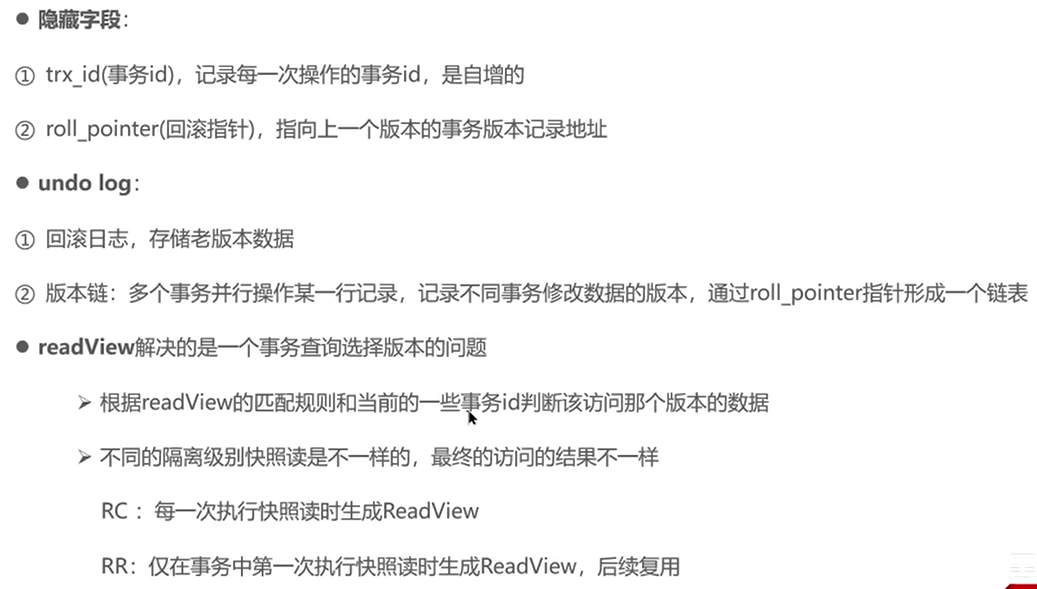 ● 隐藏字段：
① trx_id(事务id)，记录每一次操作的事务id，是自增的
② roll_pointer(回滚指针)，指向上一个版本的事务版本记录地址
● undo log：
① 回滚日志，存储老版本数据
② 版本链：多个事务并行操作某一行记录，记录不同事务修改数据的版本，通过roll_pointer指针形成一个链表
● readView解决的是一个事务查询选择版本的问题
➢ 根据readView的匹配规则和当前的一些事务id判断该访问那个版本的数据
➢ 不同的隔离级别快照读是不一样的，最终的访问的结果不一样
RC ：每一次执行快照读时生成ReadView
RR：仅在事务中第一次执行快照读时生成ReadView，后续复用